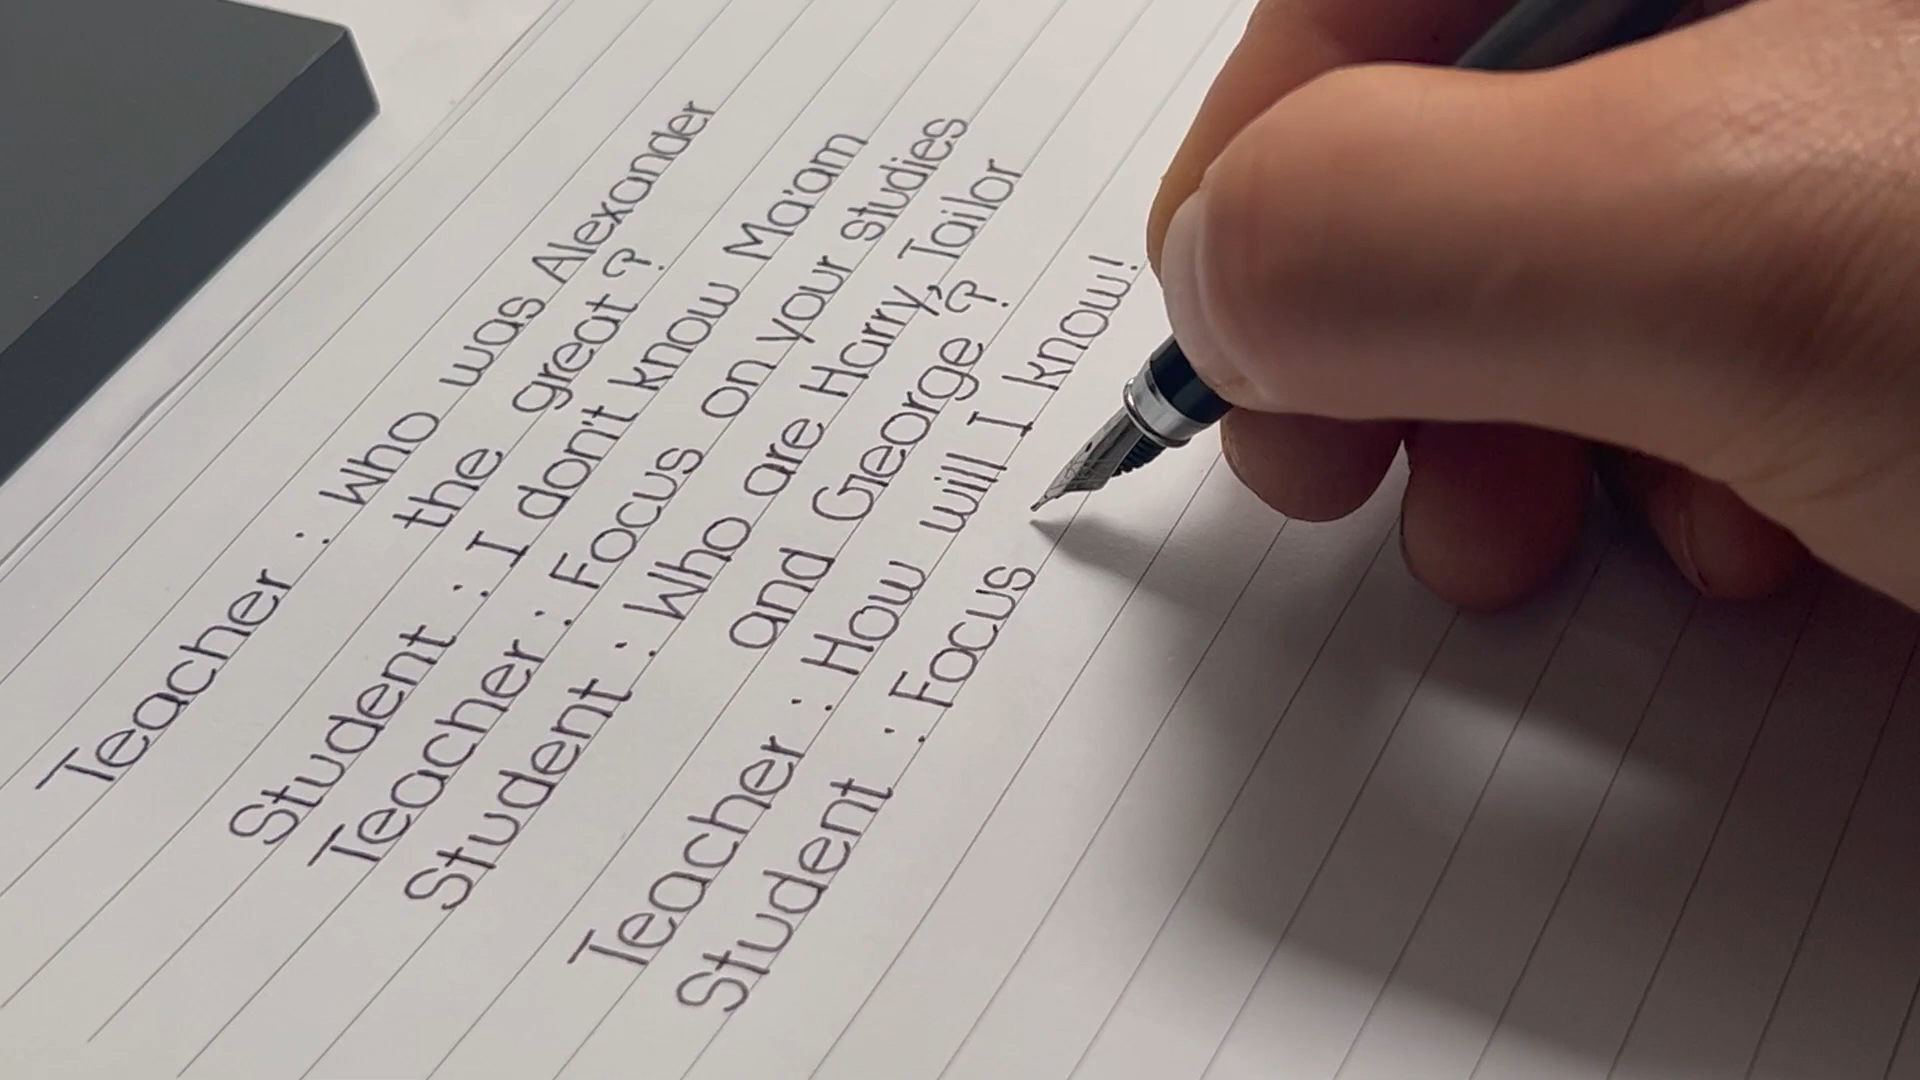 Teacher : Who was Alexander
the great ?
Student : I don't know Ma'am
Teacher : Focus on your studies
Student : Who are Harry, Tailor
and George ?
Teacher : How will I know!
Student : Focus